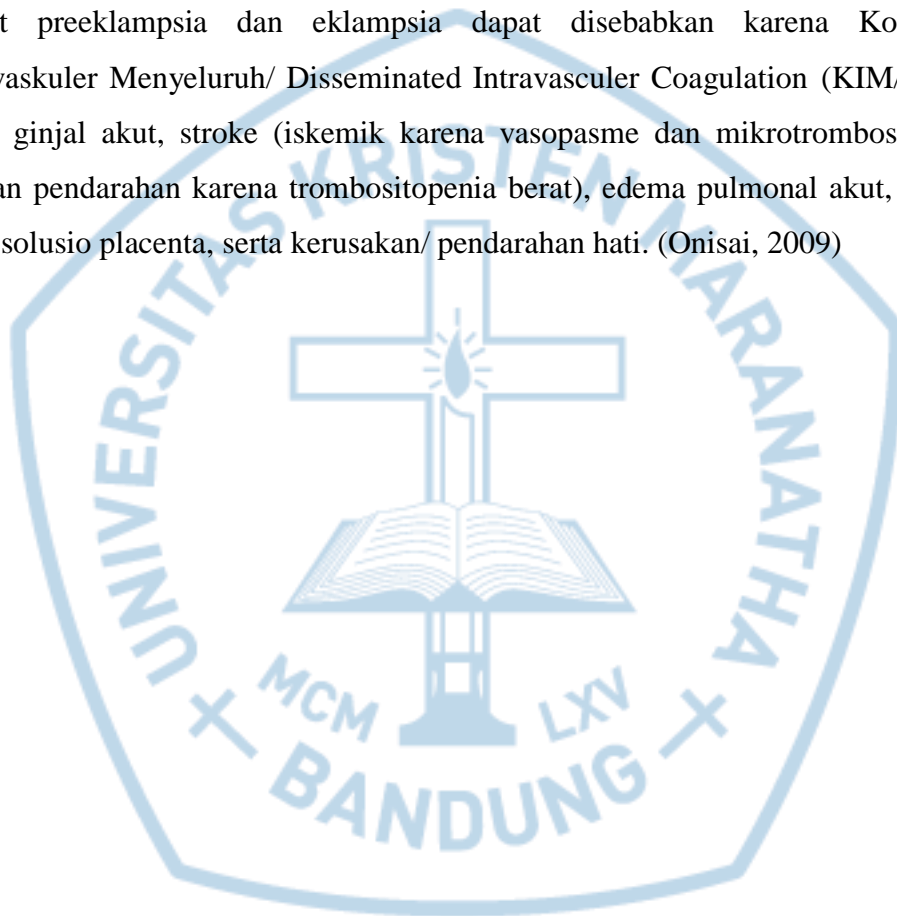 t preeklampsia dan eklampsia dapat disebabkan karena Ko
vaskuler Menyeluruh/ Disseminated Intravasculer Coagulation (KIM/
ginjal akut, stroke (iskemik karena vasopasme dan mikrotrombos
an pendarahan karena trombositopenia berat), edema pulmonal akut,
solusio placenta, serta kerusakan/ pendarahan hati. (Onisai, 2009)
UNIVERSITAS KRISTEN MARANATHA
MCM LXV
BANDUNG